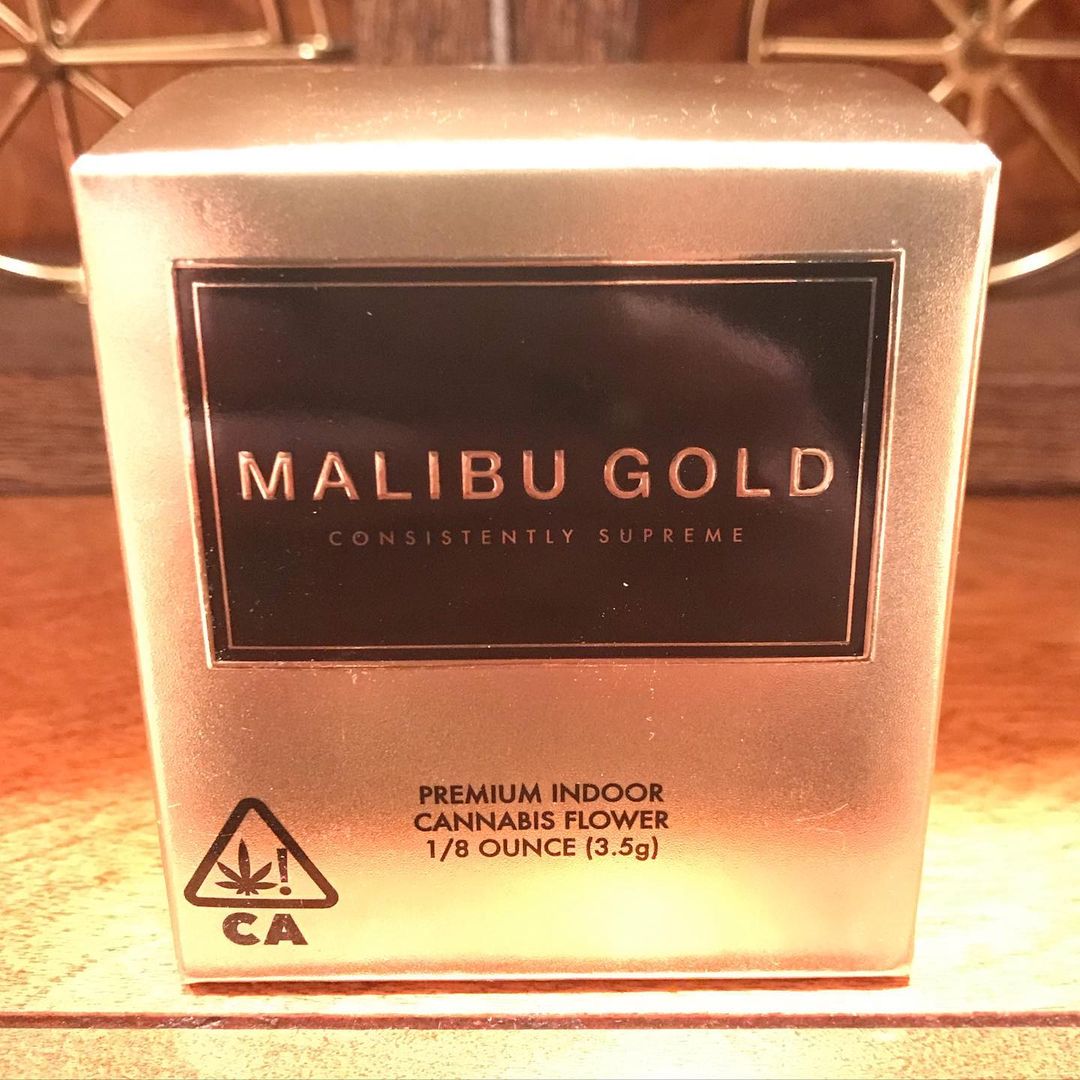 MALIBU GOLD
CONSISTENTLY SUPREME
PREMIUM INDOOR
CANNABIS FLOWER
1/8 OUNCE (3.5g)
!
CA